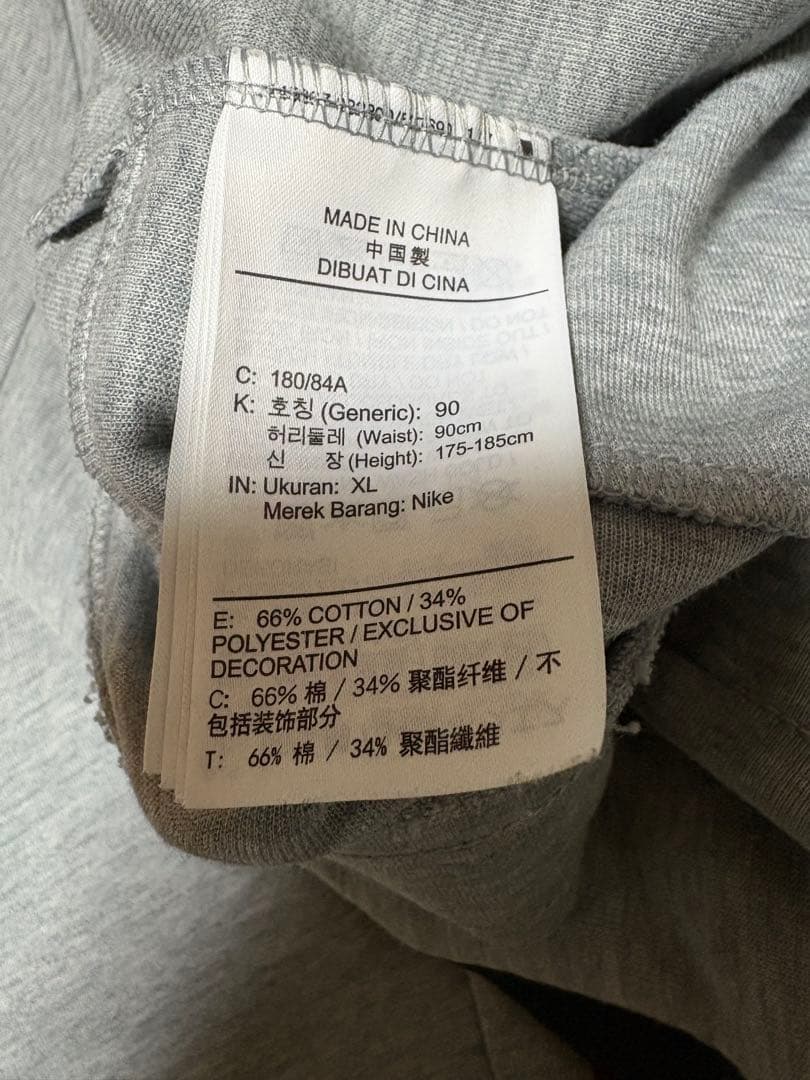 MADE IN CHINA
中国製
DIBUAT DI CINA
C: 180/84A
K: 호칭 (Generic): 90
허리둘레 (Waist): 90cm
신 장 (Height): 175-185cm
IN: Ukuran: XL
Merek Barang: Nike
E: 66% COTTON / 34%
POLYESTER / EXCLUSIVE OF
DECORATION
C: 66% 棉 / 34% 聚酯纤维 / 不
包括装饰部分
T: 66% 棉 / 34% 聚酯纖維